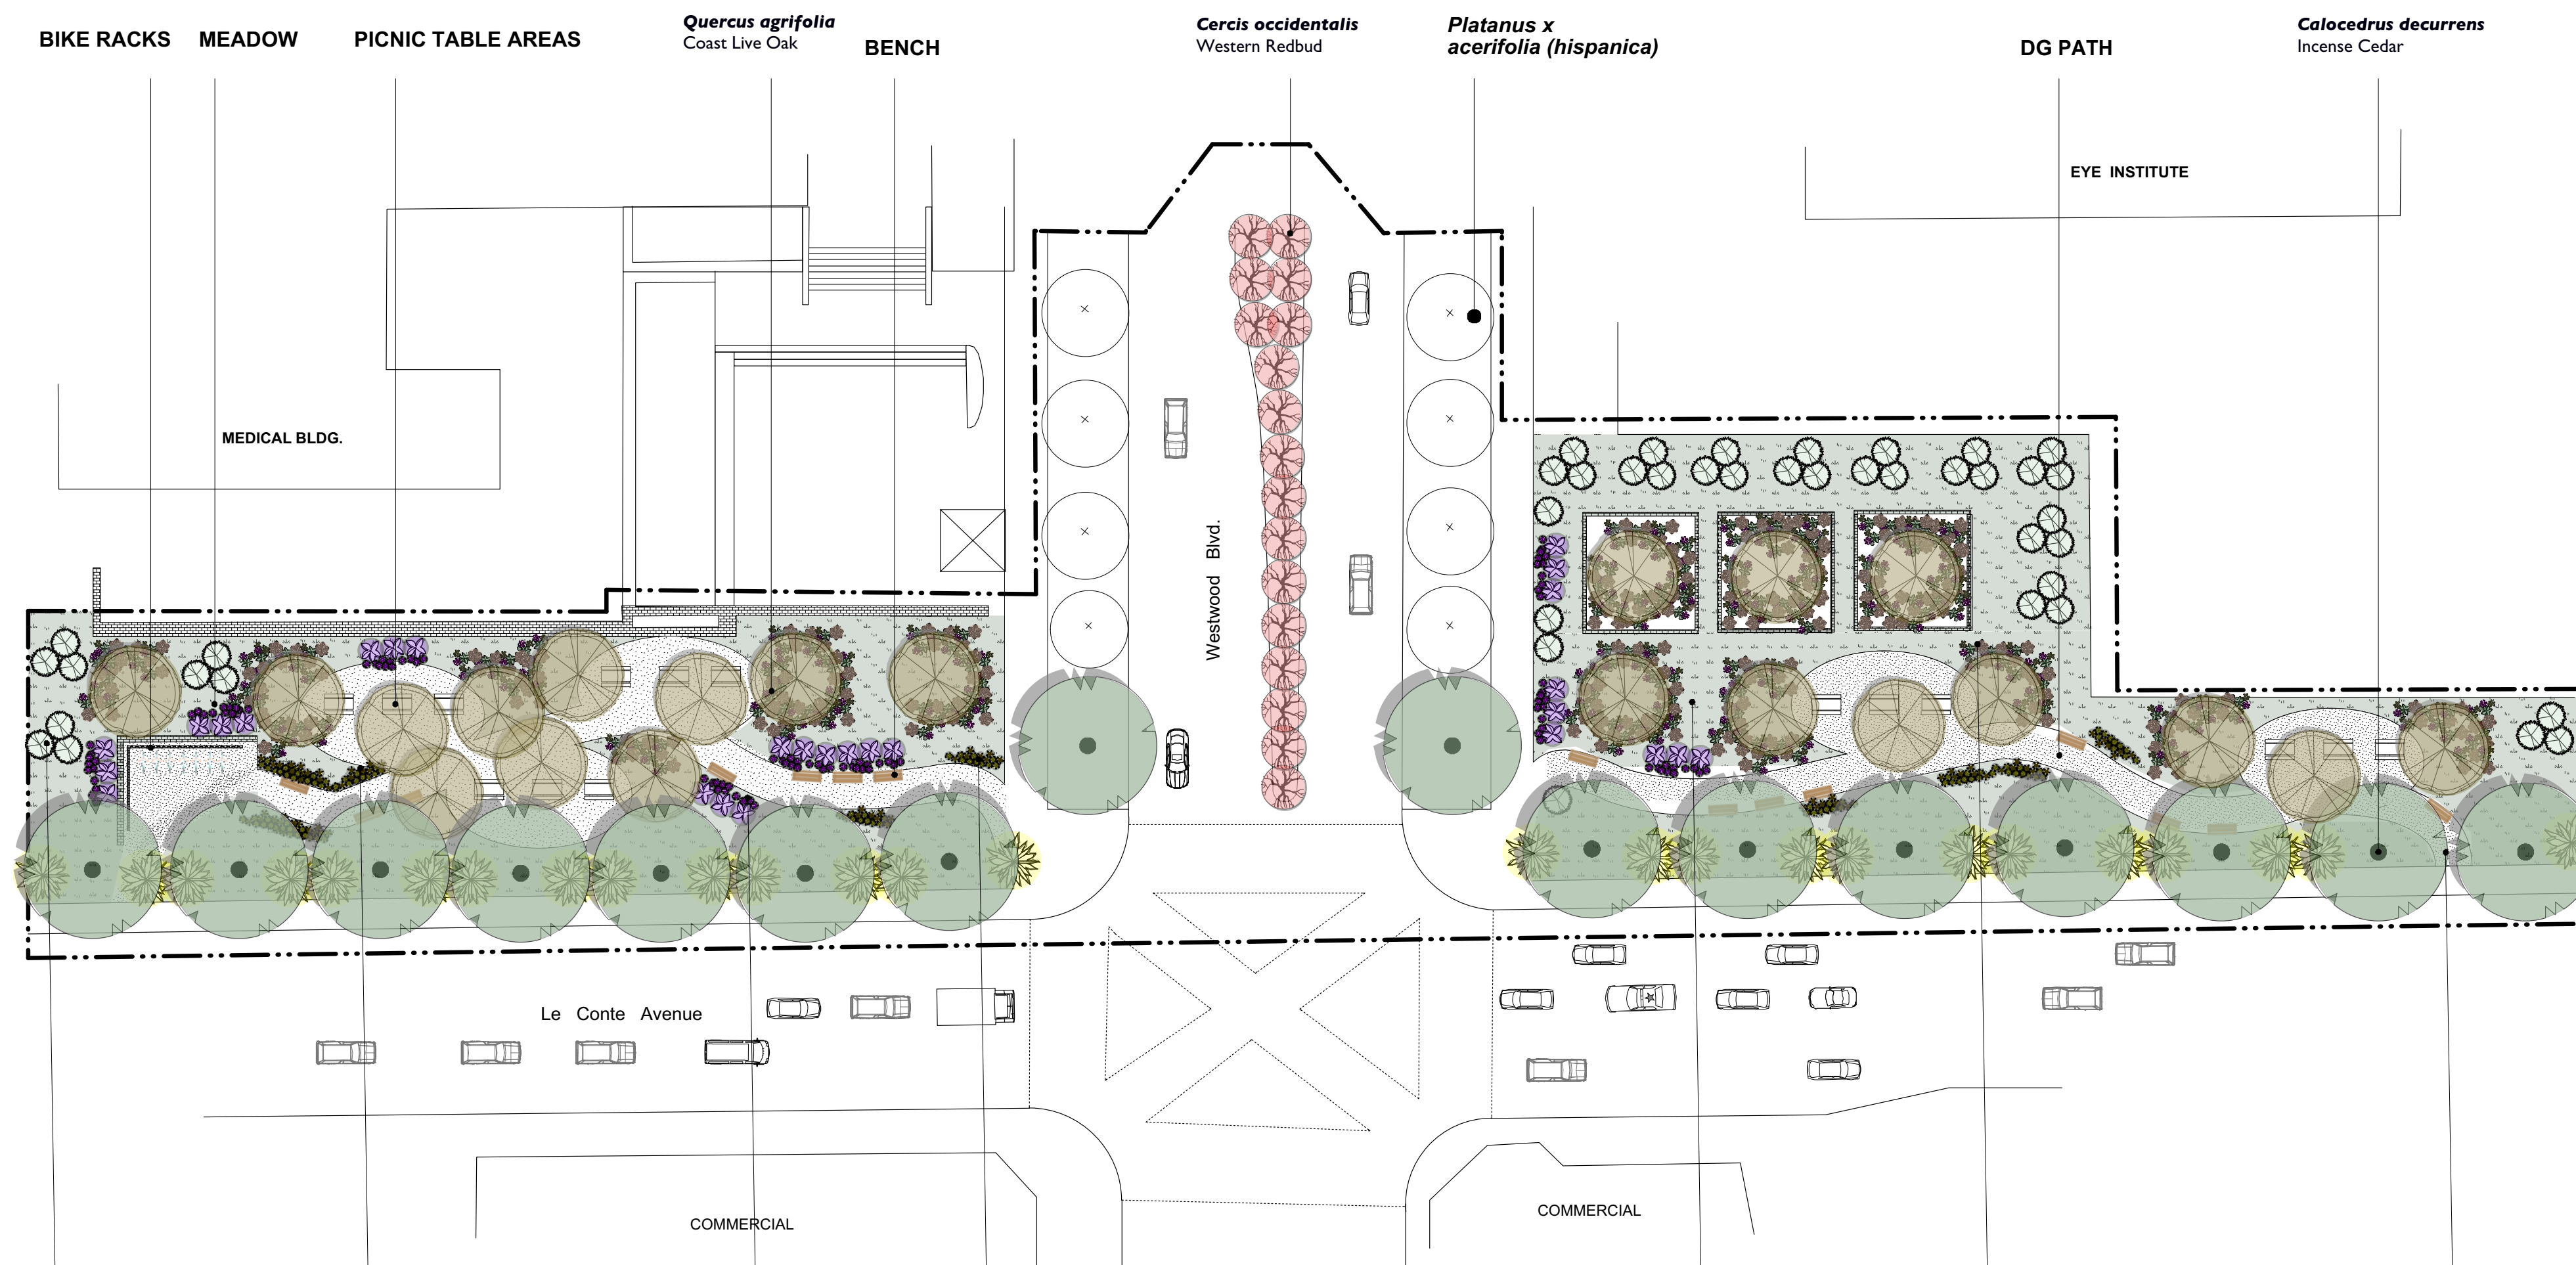 BIKE RACKS
MEADOW
PICNIC TABLE AREAS
Quercus agrifolia
Coast Live Oak
BENCH
Cercis occidentalis
Western Redbud
Platanus x
acerifolia (hispanica)
DG PATH
Calocedrus decurrens
Incense Cedar
EYE INSTITUTE
MEDICAL BLDG.
Westwood Blvd.
Le Conte Avenue
COMMERCIAL
COMMERCIAL